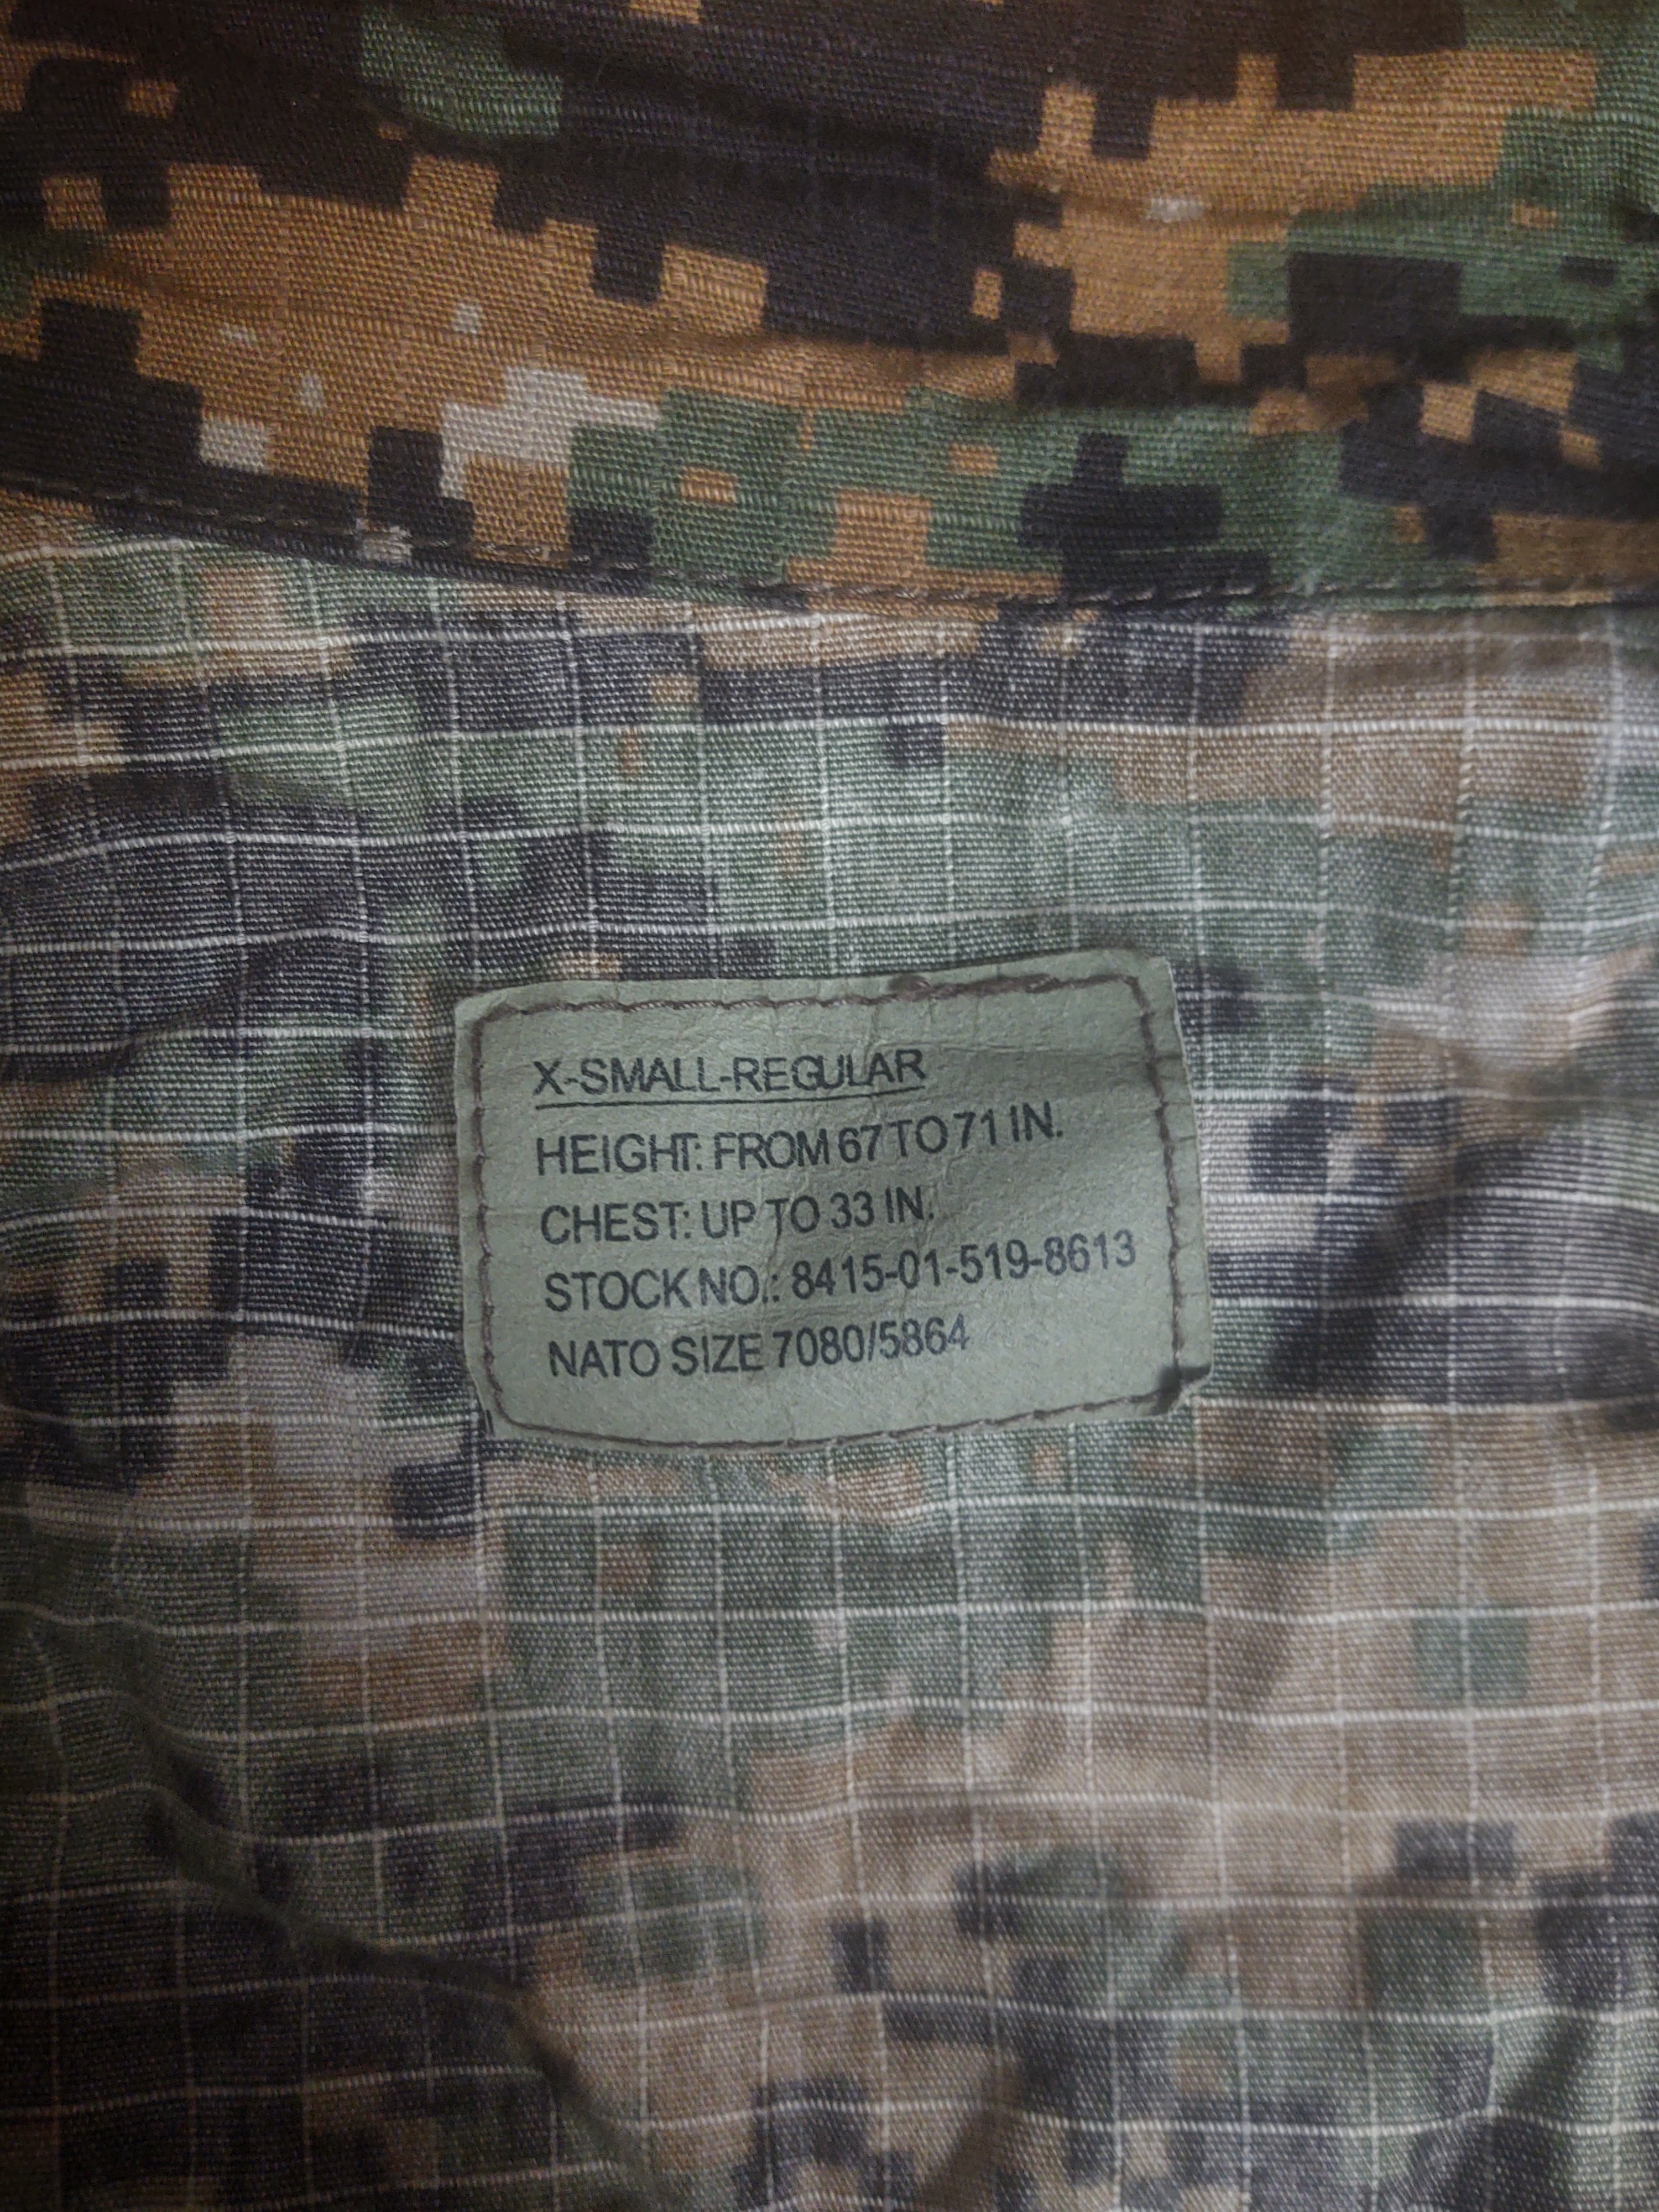 X-SMALL-REGULAR
HEIGHT: FROM 67 TO 71 IN.
CHEST: UP TO 33 IN.
STOCK NO.: 8415-01-519-8613
NATO SIZE 7080/5864